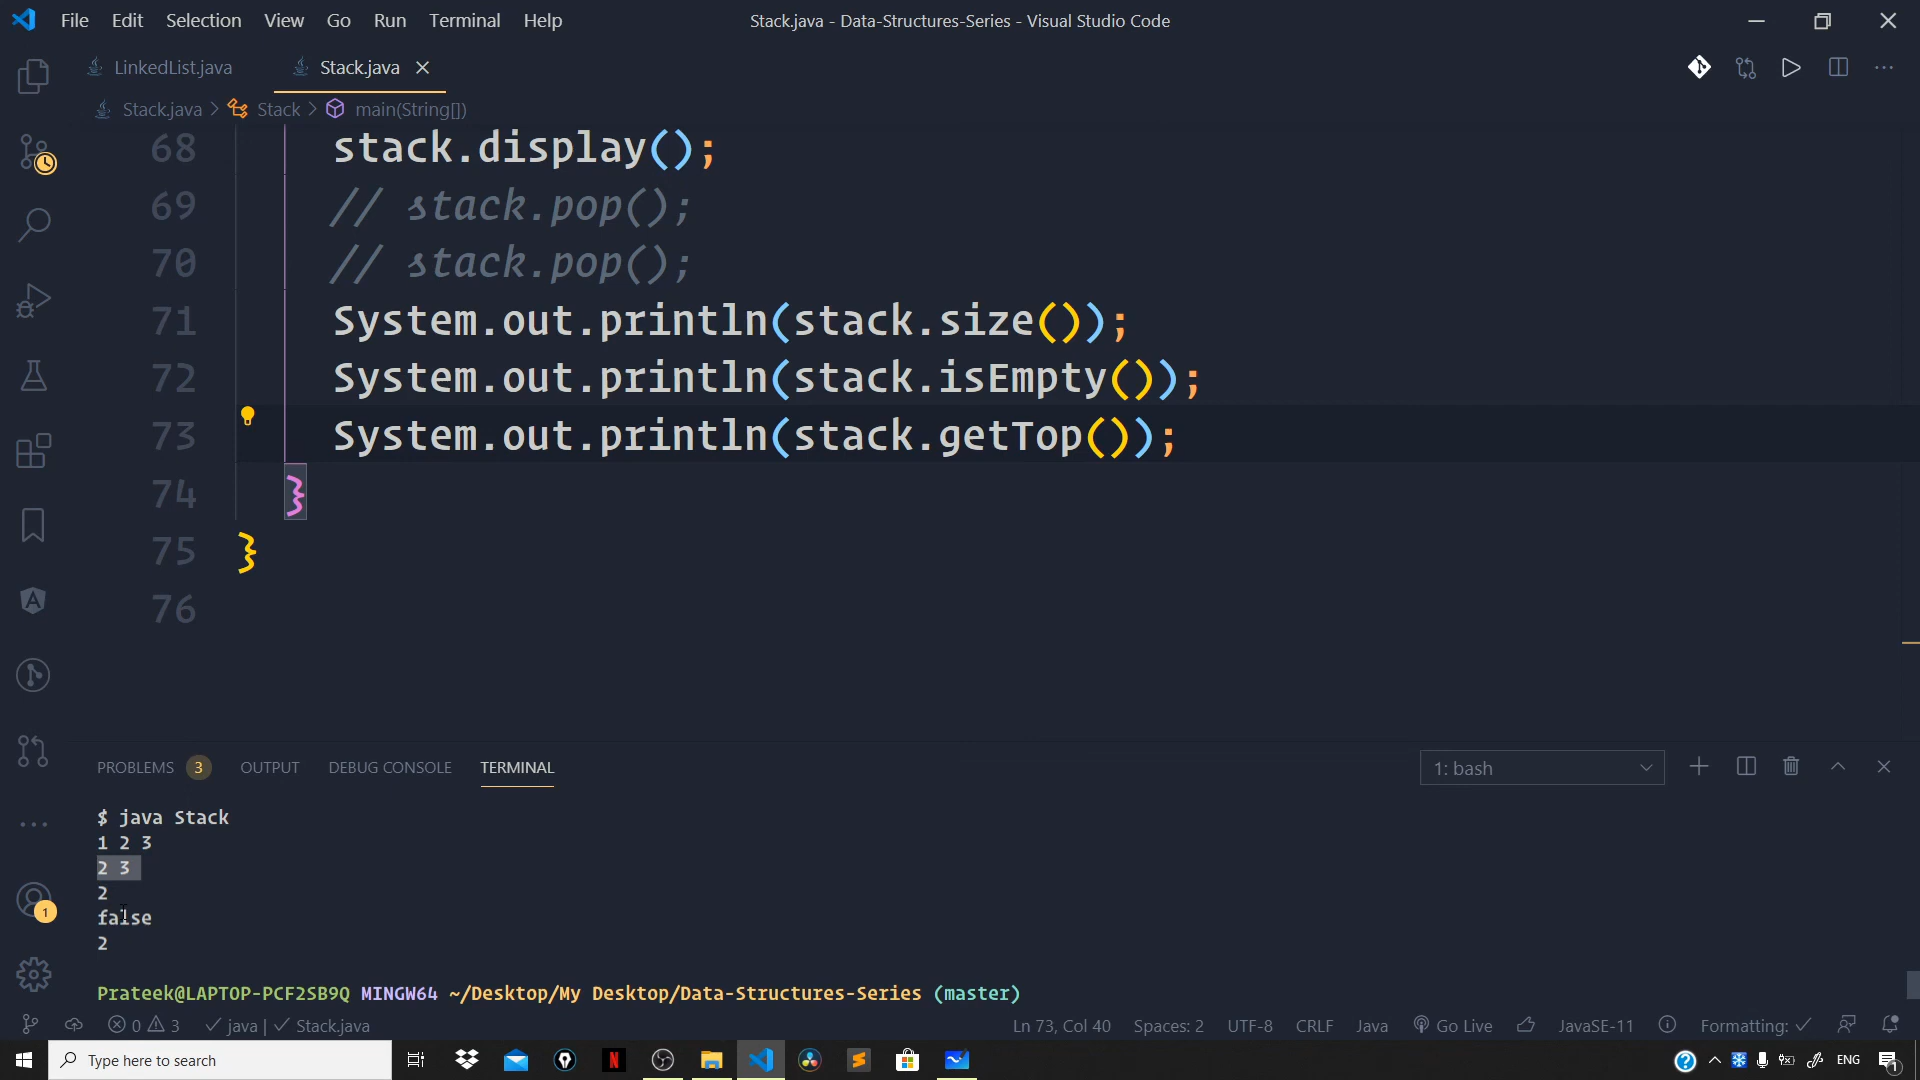 File Edit Selection View Go Run Terminal Help Stack.java - Data-Structures-Series - Visual Studio Code
LinkedList.java Stack.java
Stack.java > Stack > main(String[])
68 stack.display();
69 // stack.pop();
70 // stack.pop();
71 System.out.println(stack.size());
72 System.out.println(stack.isEmpty());
73 System.out.println(stack.getTop());
74 }
75 }
76
PROBLEMS 3 OUTPUT DEBUG CONSOLE TERMINAL 1: bash
$ java Stack
1 2 3
2 3
2
false
2
1
Prateek@LAPTOP-PCF2SB9Q MINGW64 ~/Desktop/My Desktop/Data-Structures-Series (master)
0 3 java | Stack.java Ln 73, Col 40 Spaces: 2 UTF-8 CRLF Java Go Live JavaSE-11 Formatting:
Type here to search ENG 1